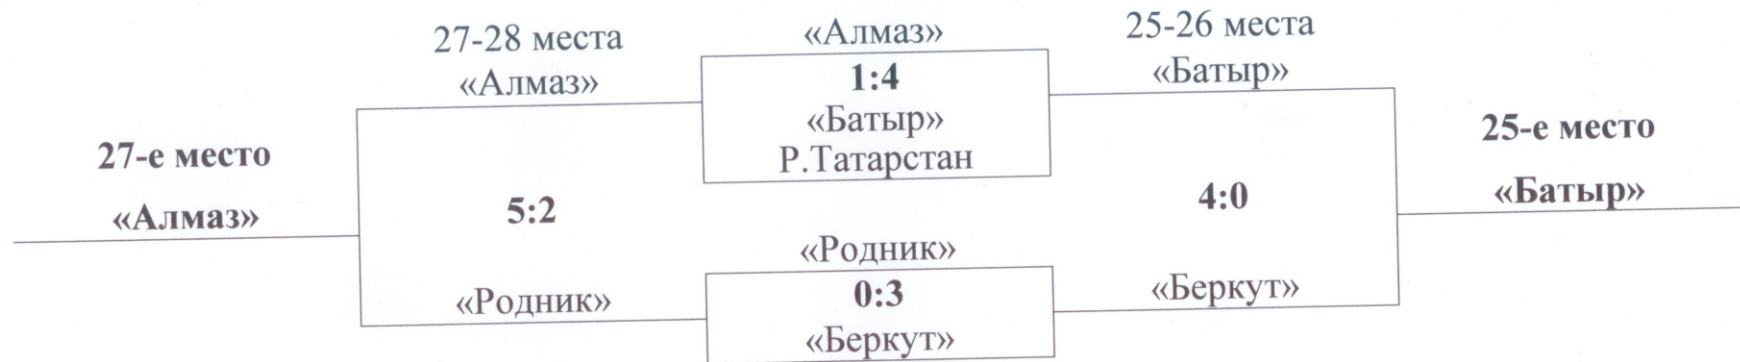 27-28 места
«Алмаз»
25-26 места
«Алмаз»
1:4
«Батыр»
«Батыр»
Р.Татарстан
27-е место
25-е место
«Алмаз»
5:2
4:0
«Батыр»
«Родник»
«Родник»
0:3
«Беркут»
«Беркут»